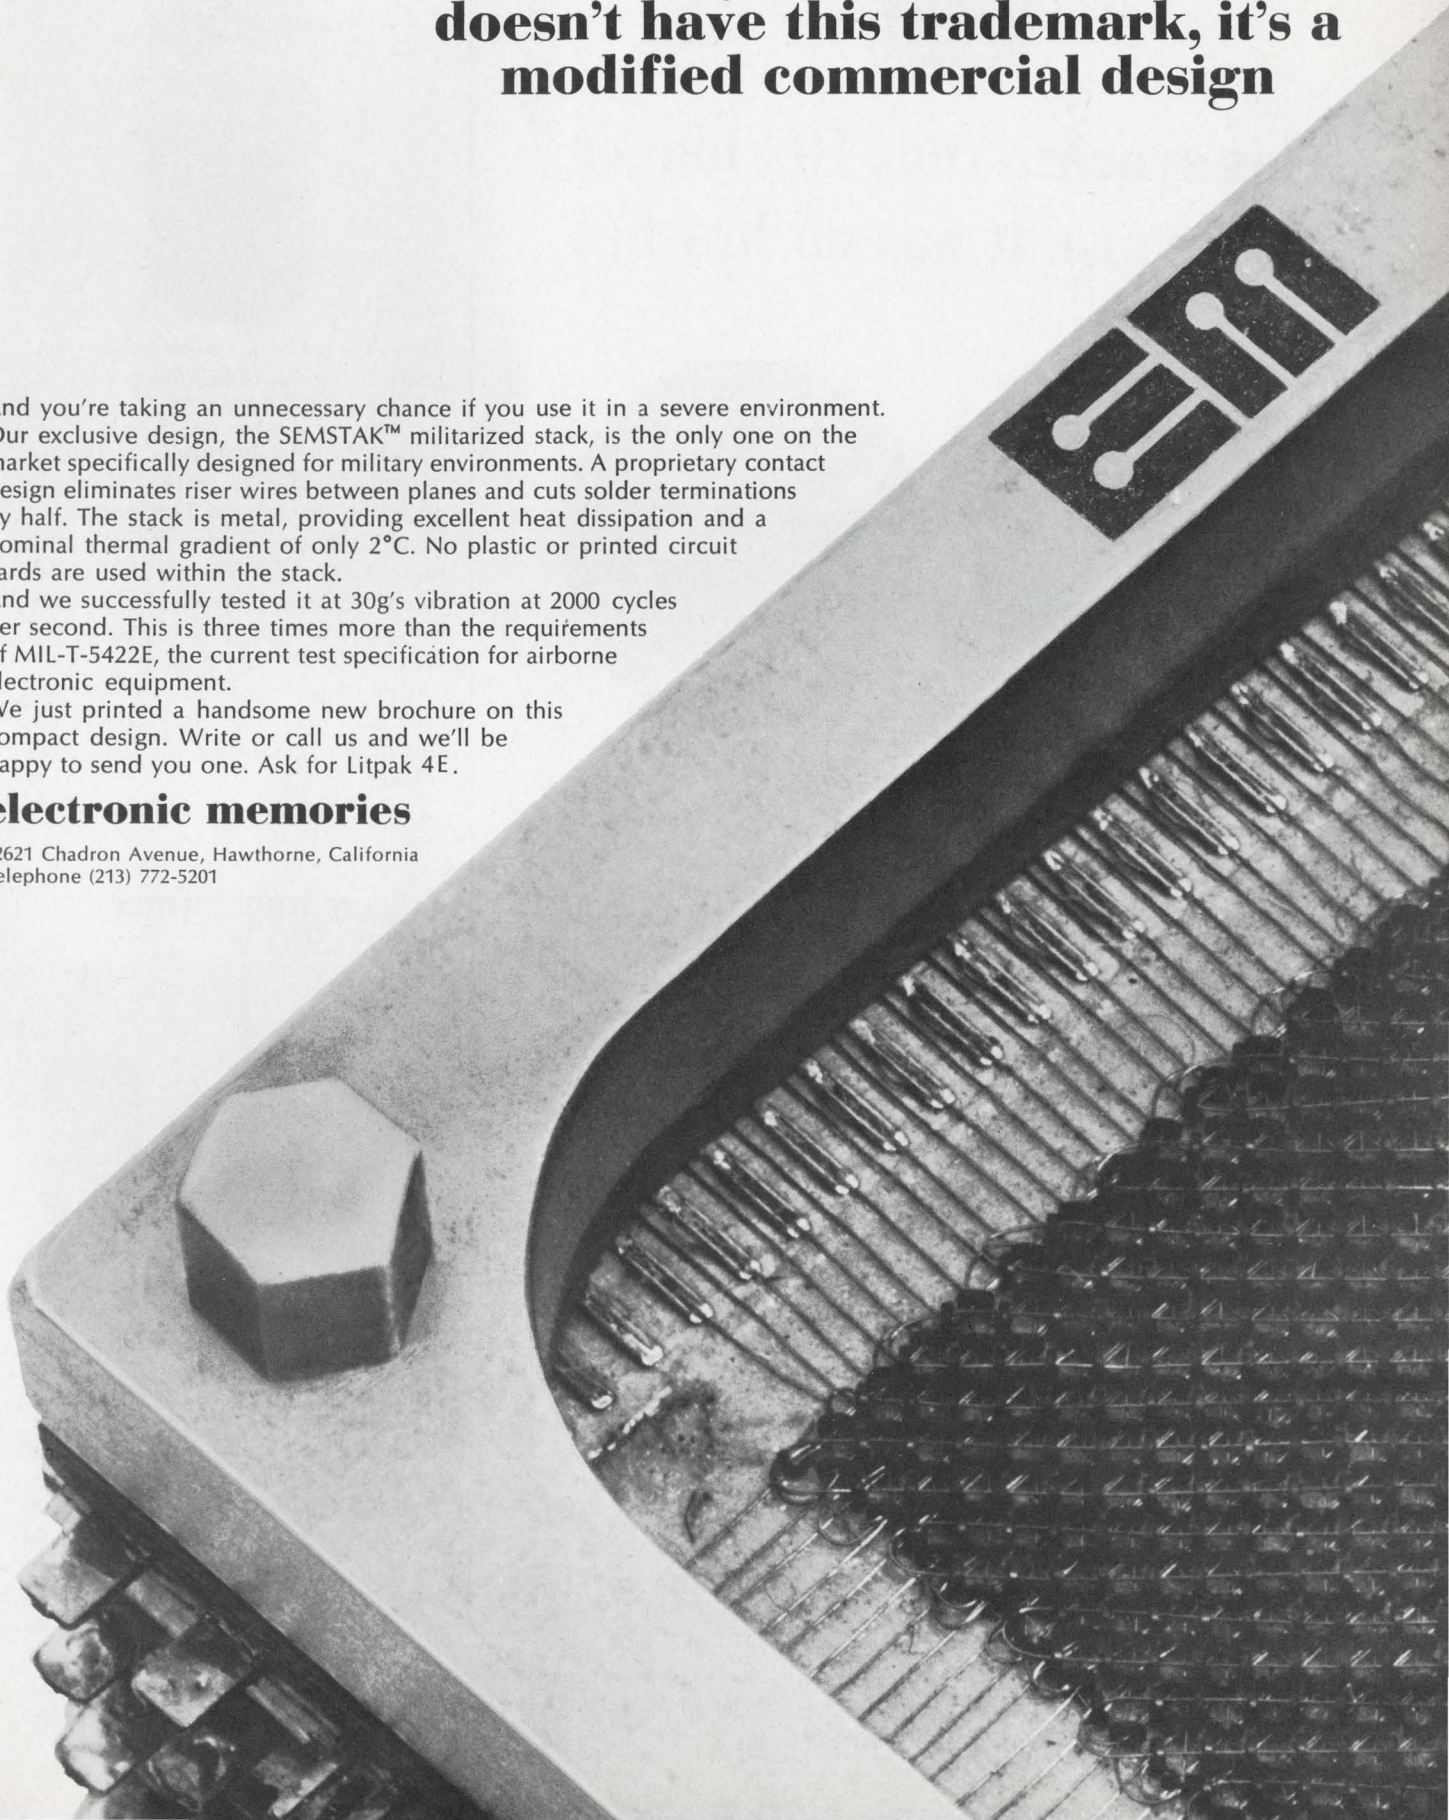 doesn't have this trademark, it's a
modified commercial design
nd you're taking an unnecessary chance if you use it in a severe environment.
ur exclusive design, the SEMSTAK™ militarized stack, is the only one on the
arket specifically designed for military environments. A proprietary contact
esign eliminates riser wires between planes and cuts solder terminations
y half. The stack is metal, providing excellent heat dissipation and a
ominal thermal gradient of only 2°C. No plastic or printed circuit
ards are used within the stack.
nd we successfully tested it at 30g's vibration at 2000 cycles
er second. This is three times more than the requirements
f MIL-T-5422E, the current test specification for airborne
lectronic equipment.
We just printed a handsome new brochure on this
ompact design. Write or call us and we'll be
appy to send you one. Ask for Litpak 4E.
electronic memories
2621 Chadron Avenue, Hawthorne, California
elephone (213) 772-5201